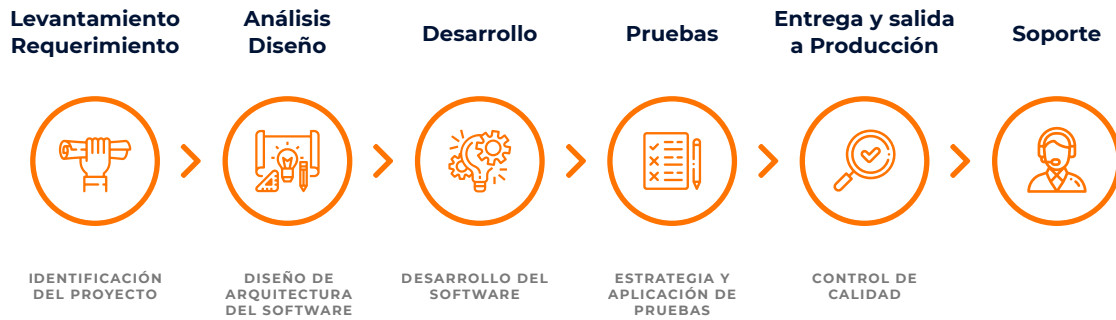 Levantamiento
Requerimiento
Análisis
Diseño
Desarrollo
Pruebas
Entrega y salida
a Producción
Soporte
IDENTIFICACIÓN
DEL PROYECTO
DISEÑO DE
ARQUITECTURA
DEL SOFTWARE
DESARROLLO DEL
SOFTWARE
ESTRATEGIA Y
APLICACIÓN DE
PRUEBAS
CONTROL DE
CALIDAD